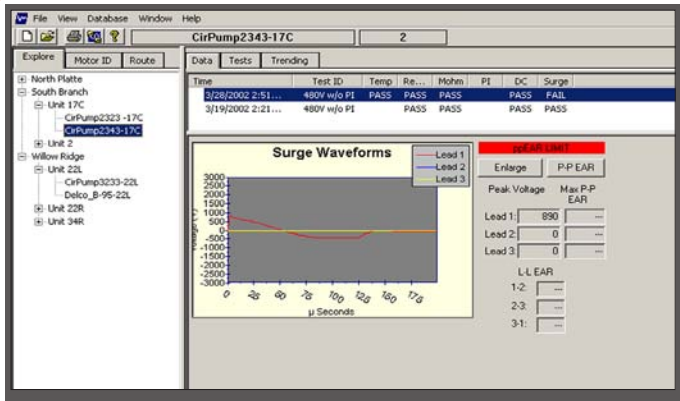 File View Database Window Help
CirPump2343-17C 2
Explore Motor ID Route
North Platte
South Branch
Unit 17C
CirPump2323 -17C
CirPump2343-17C
Unit 2
Willow Ridge
Unit 22L
CirPump3233-22L
Delco_B-95-22L
Unit 22R
Unit 34R
Data Tests Trending
Time Test ID Temp Re... Mohm PI DC Surge
3/28/2002 2:51... 480V w/o PI PASS PASS PASS PASS FAIL
3/19/2002 2:21... 480V w/o PI PASS PASS PASS PASS
Surge Waveforms
Lead 1
Lead 2
Lead 3
3000
2500
2000
1500
1000
500
0
-500
-1000
-1500
-2000
-2500
-3000
0 25 50 75 100 125 150 175
µ Seconds
ppEAR LIMIT
Enlarge P-P EAR
Peak Voltage Max P-P
EAR
Lead 1: 890 ---
Lead 2: 0 ---
Lead 3: 0 ---
L-L EAR
1-2: ---
2-3: ---
3-1: ---